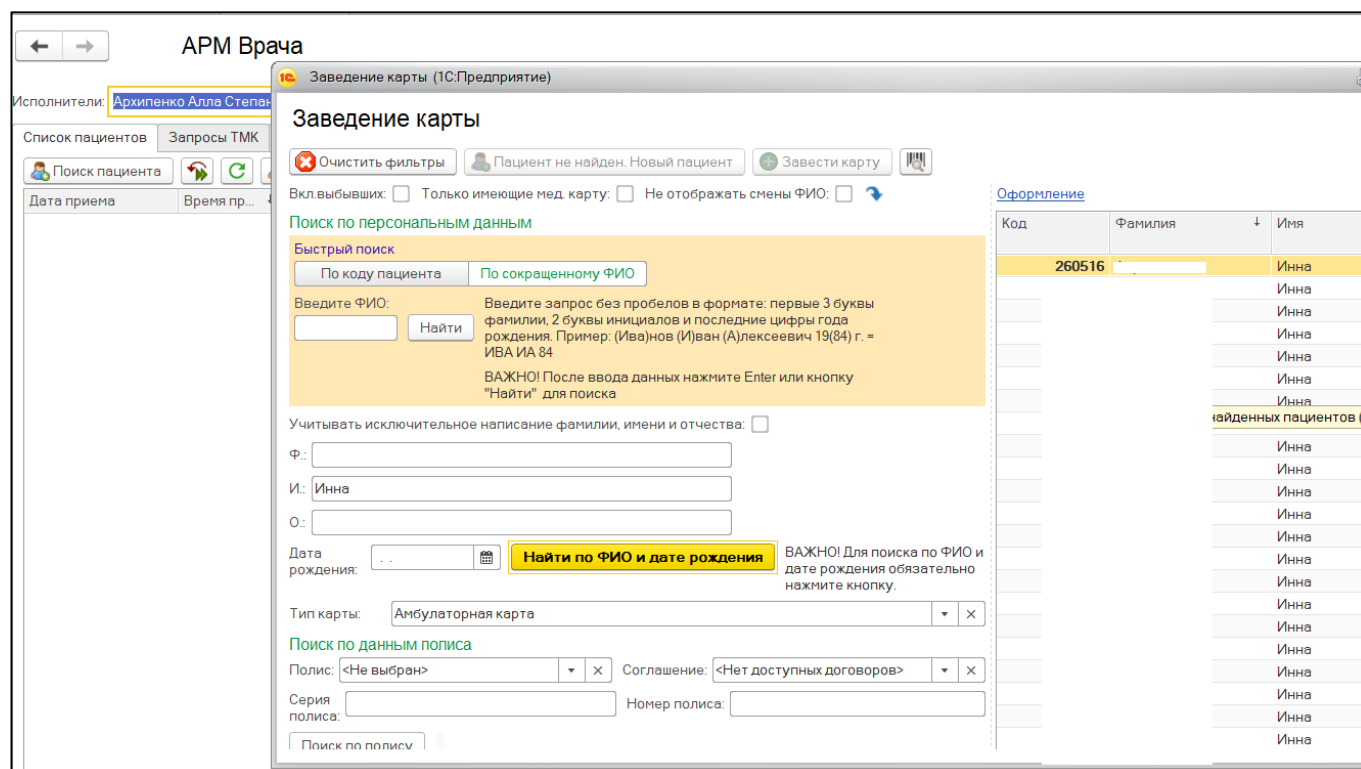 АРМ Врача
1С Заведение карты (1С:Предприятие)
Исполнители: Архипенко Алла Степан
Заведение карты
Список пациентов Запросы ТМК
Очистить фильтры Пациент не найден. Новый пациент Завести карту
Поиск пациента
Вкл.выбывших: Только имеющие мед. карту: Не отображать смены ФИО:
Оформление
Дата приема Время пр...
Поиск по персональным данным
Код Фамилия Имя
Быстрый поиск
По коду пациента По сокращенному ФИО
260516 Инна
Инна
Введите ФИО:
Найти
Введите запрос без пробелов в формате: первые 3 буквы
фамилии, 2 буквы инициалов и последние цифры года
рождения. Пример: (Ива)нов (И)ван (А)лексеевич 19(84) г. =
ИВА ИА 84
ВАЖНО! После ввода данных нажмите Enter или кнопку
"Найти" для поиска
Инна
Инна
Инна
Инна
Инна
найденных пациентов (
Учитывать исключительное написание фамилии, имени и отчества:
Ф.:
И.: Инна
О.:
Дата
рождения: . .
Найти по ФИО и дате рождения
ВАЖНО! Для поиска по ФИО и
дате рождения обязательно
нажмите кнопку.
Тип карты: Амбулаторная карта
Поиск по данным полиса
Полис: <Не выбран> Соглашение: <Нет доступных договоров>
Серия
полиса:
Номер полиса:
Поиск по полису
Инна
Инна
Инна
Инна
Инна
Инна
Инна
Инна
Инна
Инна
Инна
Инна
Инна
Инна